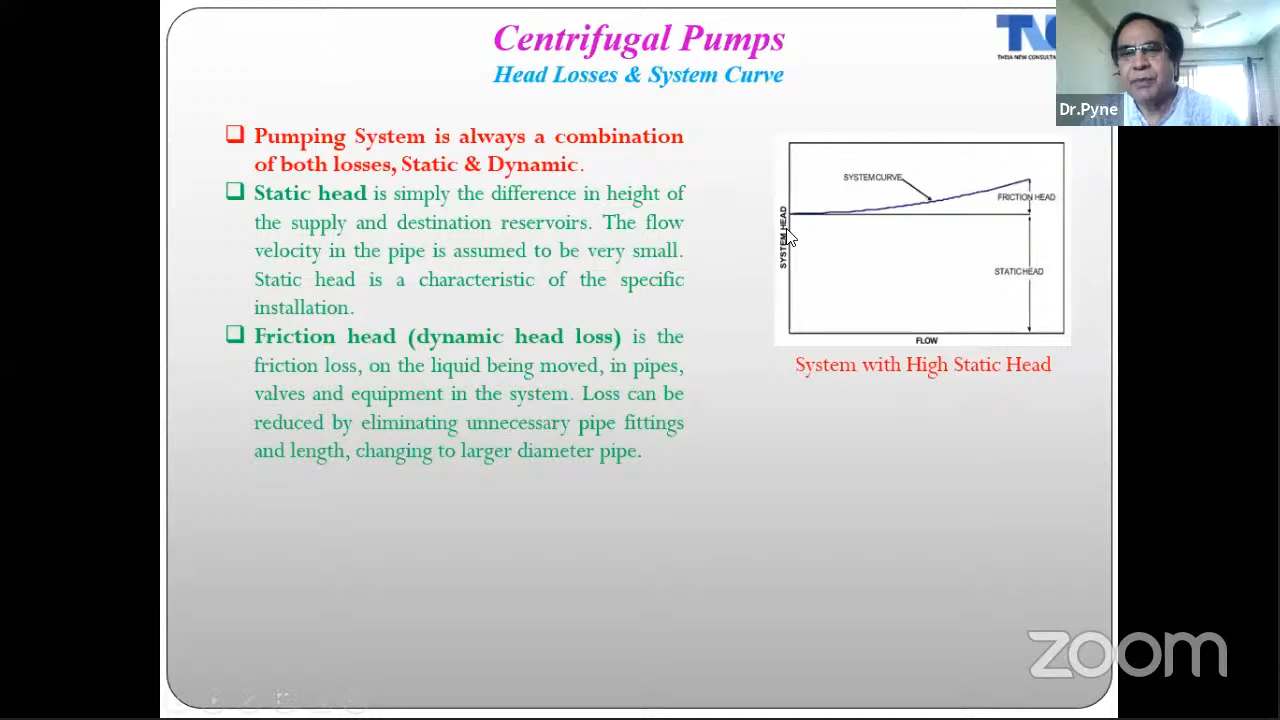 Centrifugal Pumps
Head Losses & System Curve
THEIA NEW CONSULTA
Dr.Pyne
❑ Pumping System is always a combination
of both losses, Static & Dynamic.
❑ Static head is simply the difference in height of
the supply and destination reservoirs. The flow
velocity in the pipe is assumed to be very small.
Static head is a characteristic of the specific
installation.
❑ Friction head (dynamic head loss) is the
friction loss, on the liquid being moved, in pipes,
valves and equipment in the system. Loss can be
reduced by eliminating unnecessary pipe fittings
and length, changing to larger diameter pipe.
SYSTEM CURVE
FRICTION HEAD
SYSTEM HEAD
STATIC HEAD
FLOW
System with High Static Head
zoom